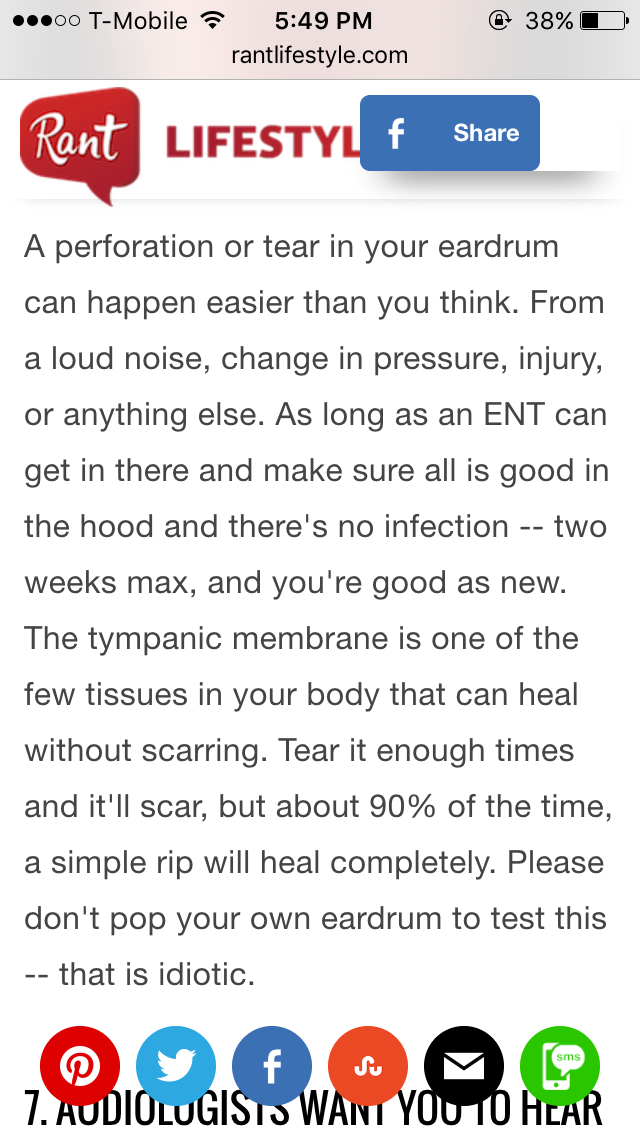 T-Mobile 5:49 PM 38%
rantlifestyle.com
Rant LIFESTYL f Share
A perforation or tear in your eardrum
can happen easier than you think. From
a loud noise, change in pressure, injury,
or anything else. As long as an ENT can
get in there and make sure all is good in
the hood and there's no infection -- two
weeks max, and you're good as new.
The tympanic membrane is one of the
few tissues in your body that can heal
without scarring. Tear it enough times
and it'll scar, but about 90% of the time,
a simple rip will heal completely. Please
don't pop your own eardrum to test this
-- that is idiotic.
sms
7. AUDIOLOGISTS WANT YOU TO HEAR